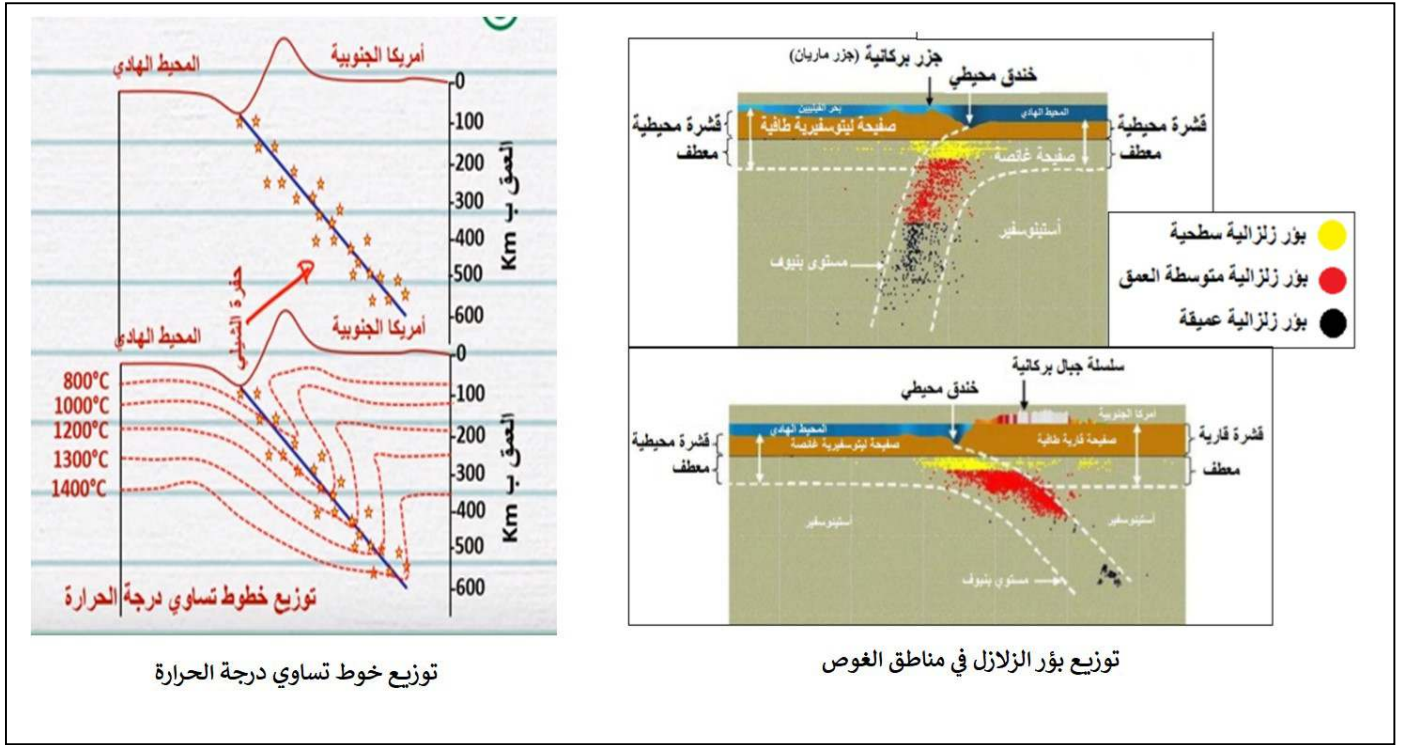 أمريكا الجنوبية
المحيط الهادي
0
100
200
300
400
500
600
العمق ب Km
حفرة الشيلي
أمريكا الجنوبية
المحيط الهادي
800°C
1000°C
1200°C
1300°C
1400°C
0
100
200
300
400
500
600
العمق ب Km
توزيع خطوط تساوي درجة الحرارة
توزيع خوط تساوي درجة الحرارة
جزر بركانية (جزر ماريان)
خندق محيطي
بحر الفيليبين
المحيط الهادي
قشرة محيطية
معطف
صفيحة ليتوسفيرية طافية
صفيحة غائصة
قشرة محيطية
معطف
أستينوسفير
مستوى بنيوف
بؤر زلزالية سطحية
بؤر زلزالية متوسطة العمق
بؤر زلزالية عميقة
سلسلة جبال بركانية
خندق محيطي
امركا الجنوبية
المحيط الهادي
قشرة محيطية
معطف
صفيحة ليتوسفيرية غائصة
صفيحة قارية طافية
قشرة قارية
معطف
أستينوسفير
أستينوسفير
مستوي بنيوف
توزيع بؤر الزلازل في مناطق الغوص